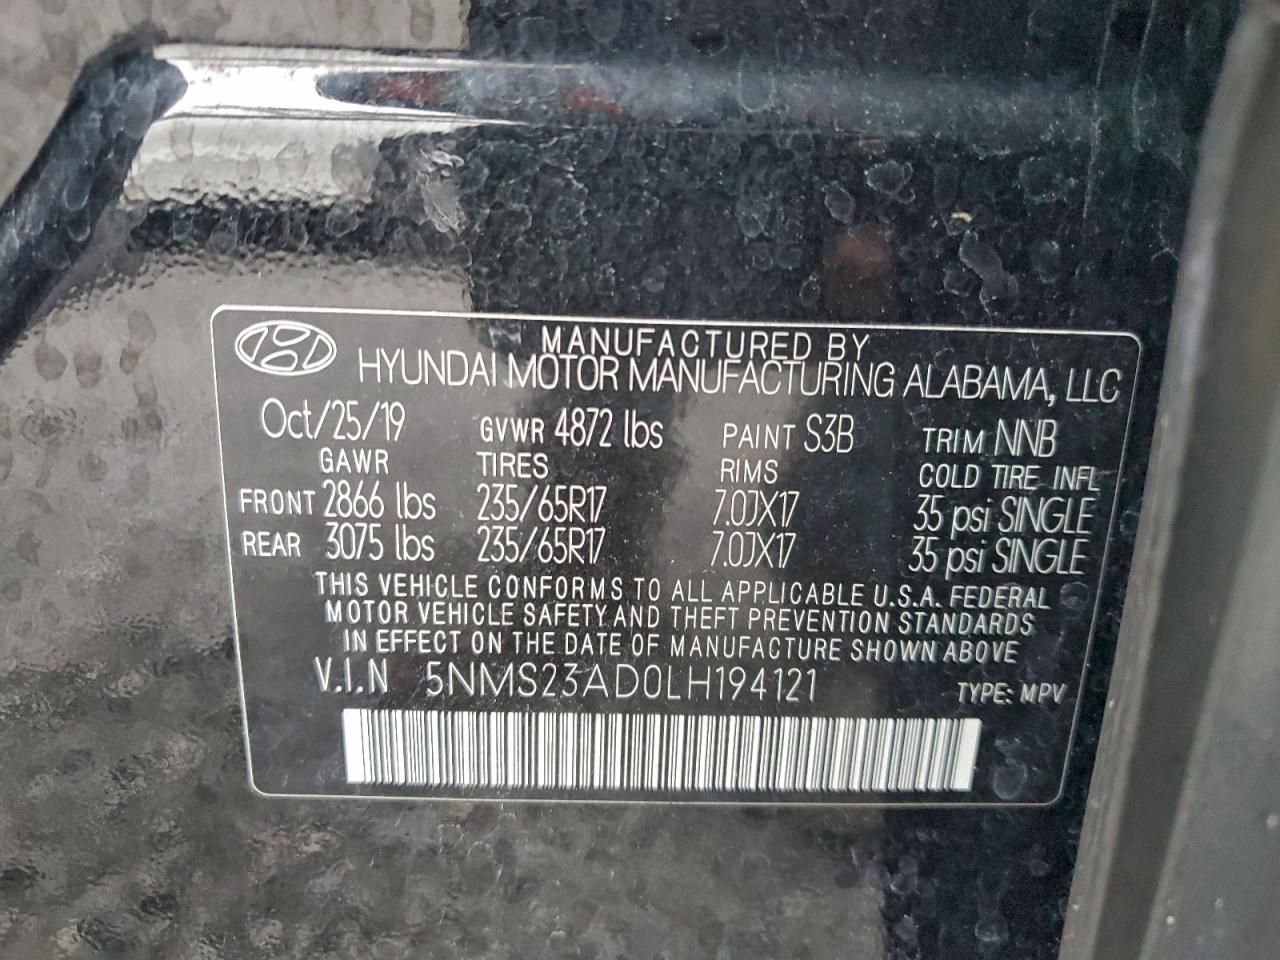 MANUFACTURED BY
HYUNDAI MOTOR MANUFACTURING ALABAMA, LLC
Oct/25/19 GVWR 4872 lbs PAINT S3B TRIM NNB
GAWR TIRES RIMS COLD TIRE INFL
FRONT 2866 lbs 235/65R17 7.0JX17 35 psi SINGLE
REAR 3075 lbs 235/65R17 7.0JX17 35 psi SINGLE
THIS VEHICLE CONFORMS TO ALL APPLICABLE U.S.A. FEDERAL
MOTOR VEHICLE SAFETY AND THEFT PREVENTION STANDARDS
IN EFFECT ON THE DATE OF MANUFACTURE SHOWN ABOVE
V.I.N 5NMS23AD0LH194121 TYPE: MPV